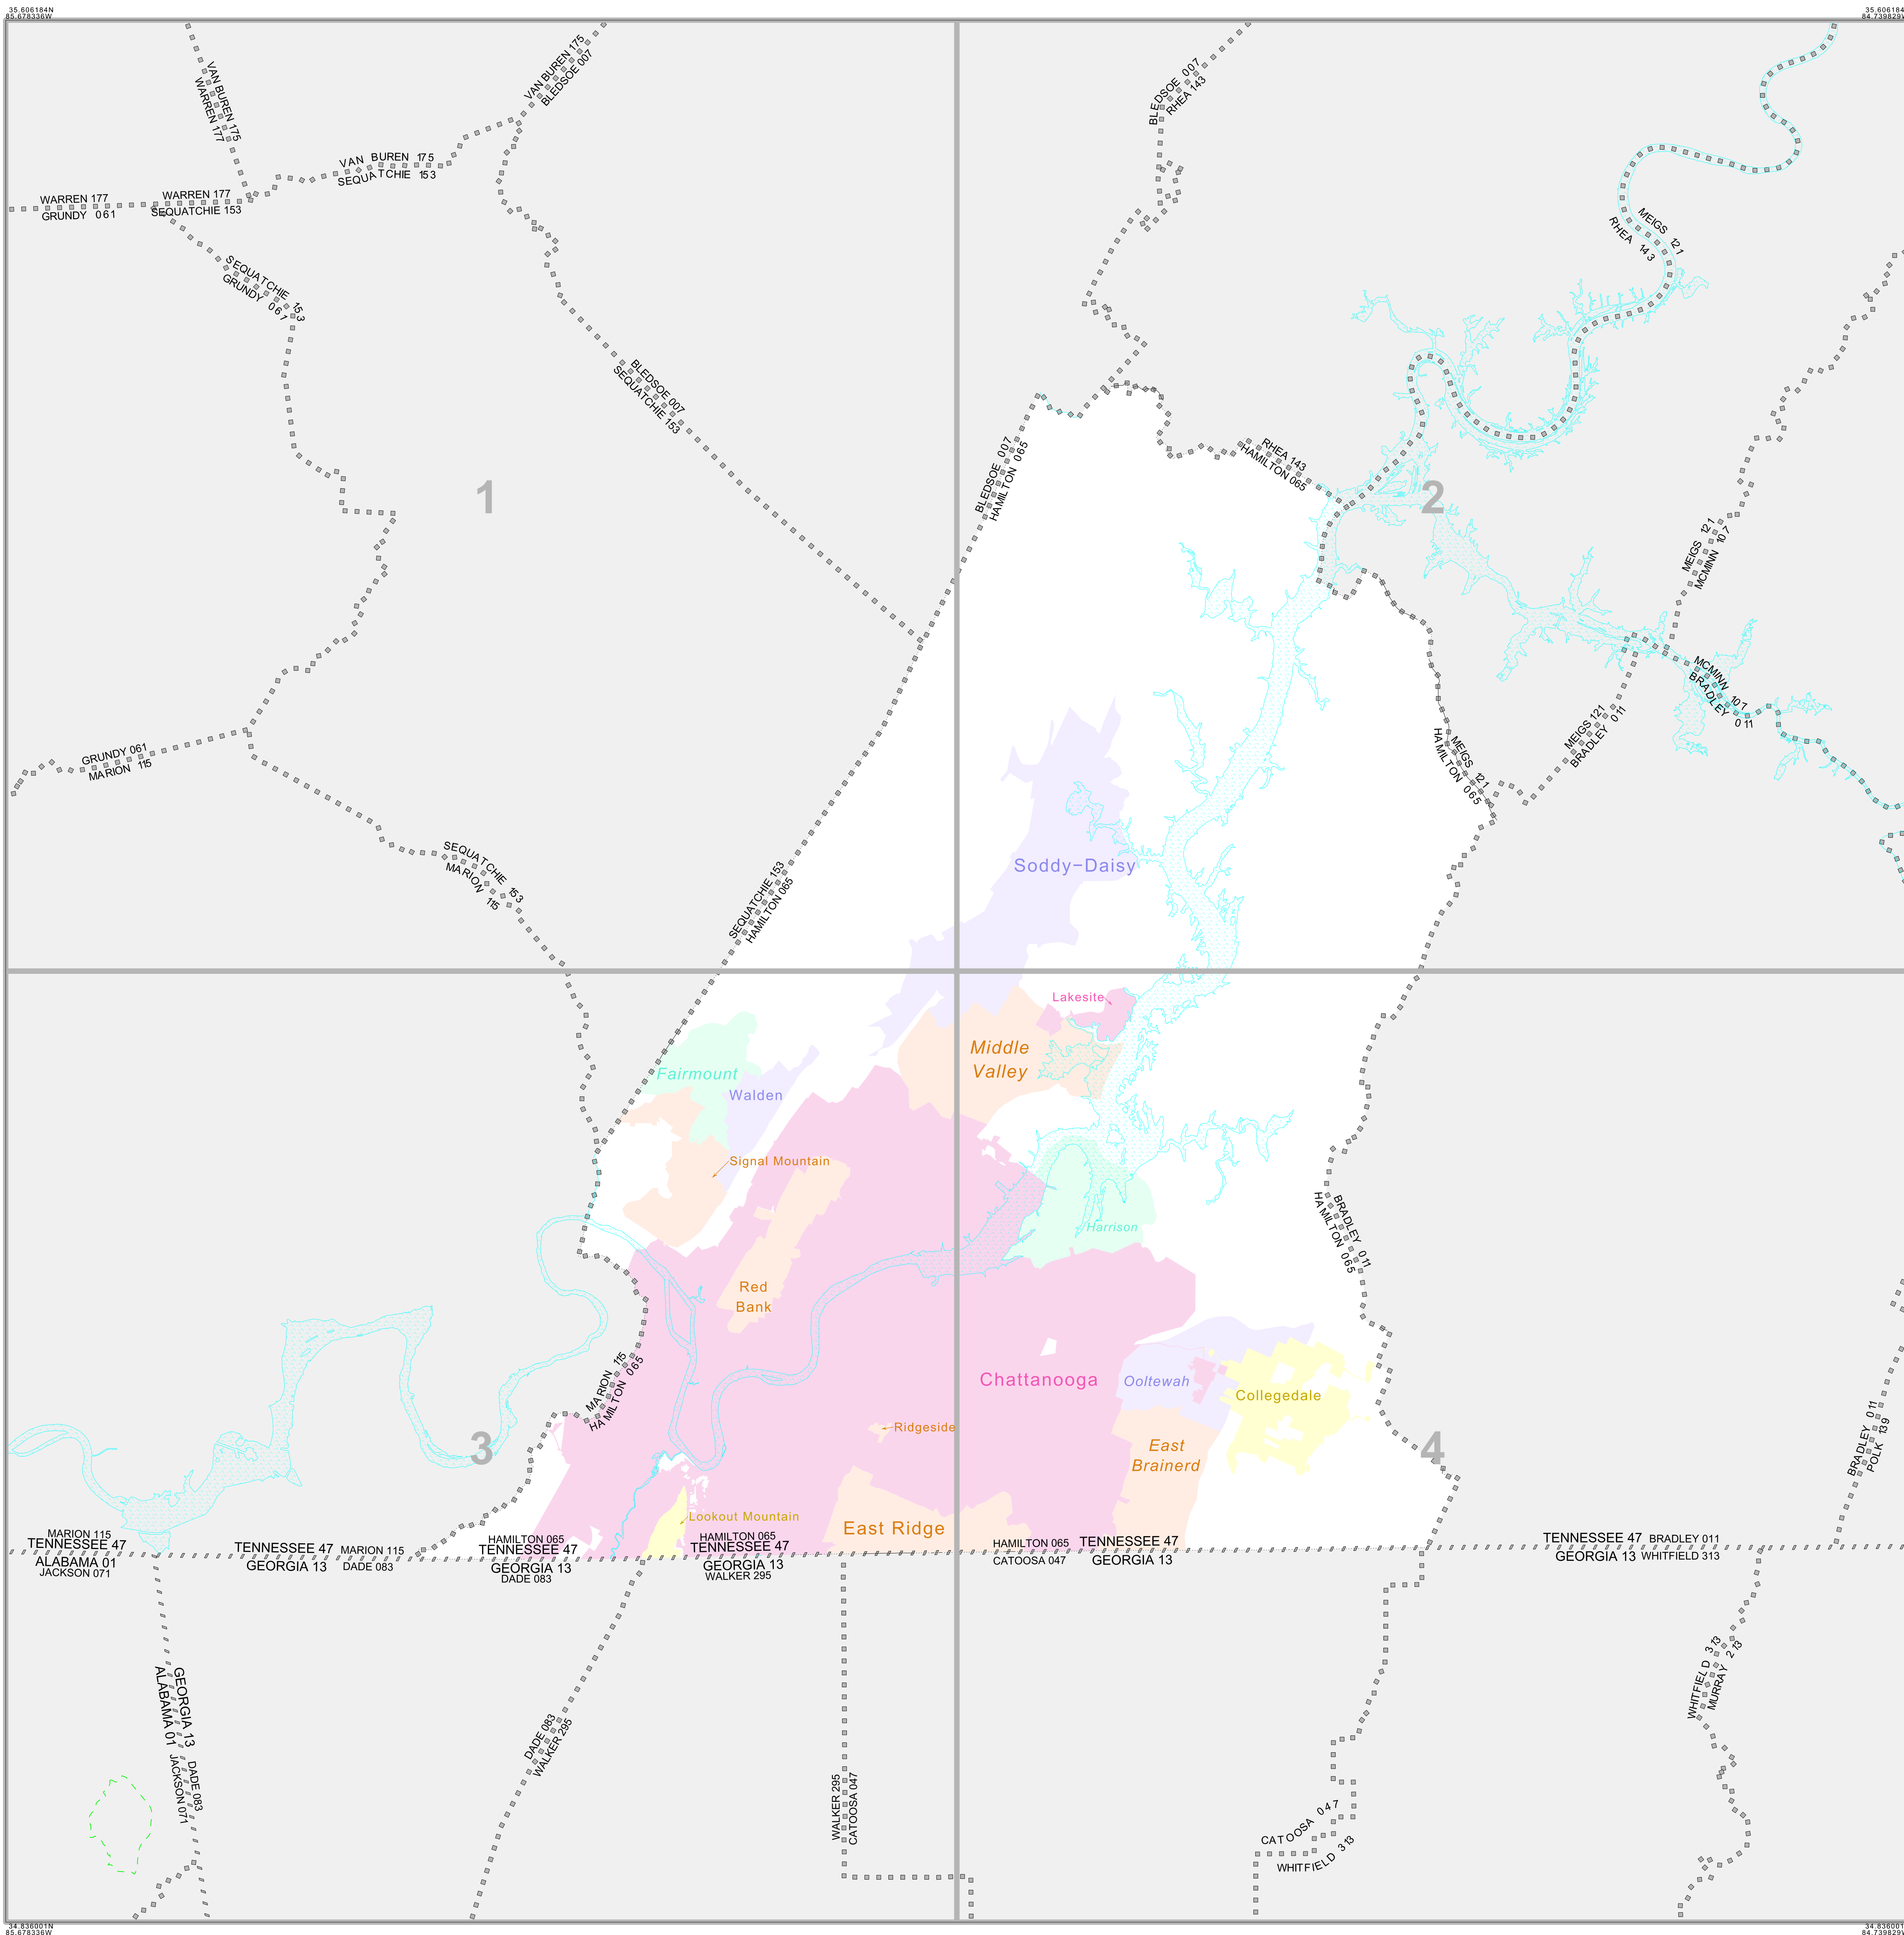 35.606184N
85.678336W
35.606184N
84.739829W
VAN BUREN 175
WARREN 177
VAN BUREN 175
BLEDSOE 007
BLEDSOE 007
RHEA 143
VAN BUREN 175
SEQUATCHIE 153
WARREN 177
GRUNDY 061
WARREN 177
SEQUATCHIE 153
SEQUATCHIE 153
GRUNDY 061
MEIGS 121
RHEA 143
BLEDSOE 007
SEQUATCHIE 153
BLEDSOE 007
HAMILTON 065
RHEA 143
HAMILTON 065
1
2
MEIGS 121
MCMINN 107
MCMINN 107
BRADLEY 011
MEIGS 121
BRADLEY 011
MEIGS 121
HAMILTON 065
GRUNDY 061
MARION 115
SEQUATCHIE 153
MARION 115
SEQUATCHIE 153
HAMILTON 065
Soddy-Daisy
Lakesite
Middle
Valley
Fairmount
Walden
Signal Mountain
Harrison
BRADLEY 011
HAMILTON 065
Red
Bank
MARION 115
HAMILTON 065
Chattanooga
Ooltewah
Collegedale
Ridgeside
3
4
East
Brainerd
BRADLEY 011
POLK 139
Lookout Mountain
East Ridge
MARION 115
TENNESSEE 47
ALABAMA 01
JACKSON 071
TENNESSEE 47 MARION 115
GEORGIA 13 DADE 083
HAMILTON 065
TENNESSEE 47
GEORGIA 13
DADE 083
HAMILTON 065
TENNESSEE 47
GEORGIA 13
WALKER 295
HAMILTON 065 TENNESSEE 47
CATOOSA 047 GEORGIA 13
TENNESSEE 47 BRADLEY 011
GEORGIA 13 WHITFIELD 313
GEORGIA 13 DADE 083
ALABAMA 01 JACKSON 071
DADE 083
WALKER 295
WALKER 295
CATOOSA 047
CATOOSA 047
WHITFIELD 313
WHITFIELD 313
MURRAY 213
34.836001N
85.678336W
34.836001N
84.739829W